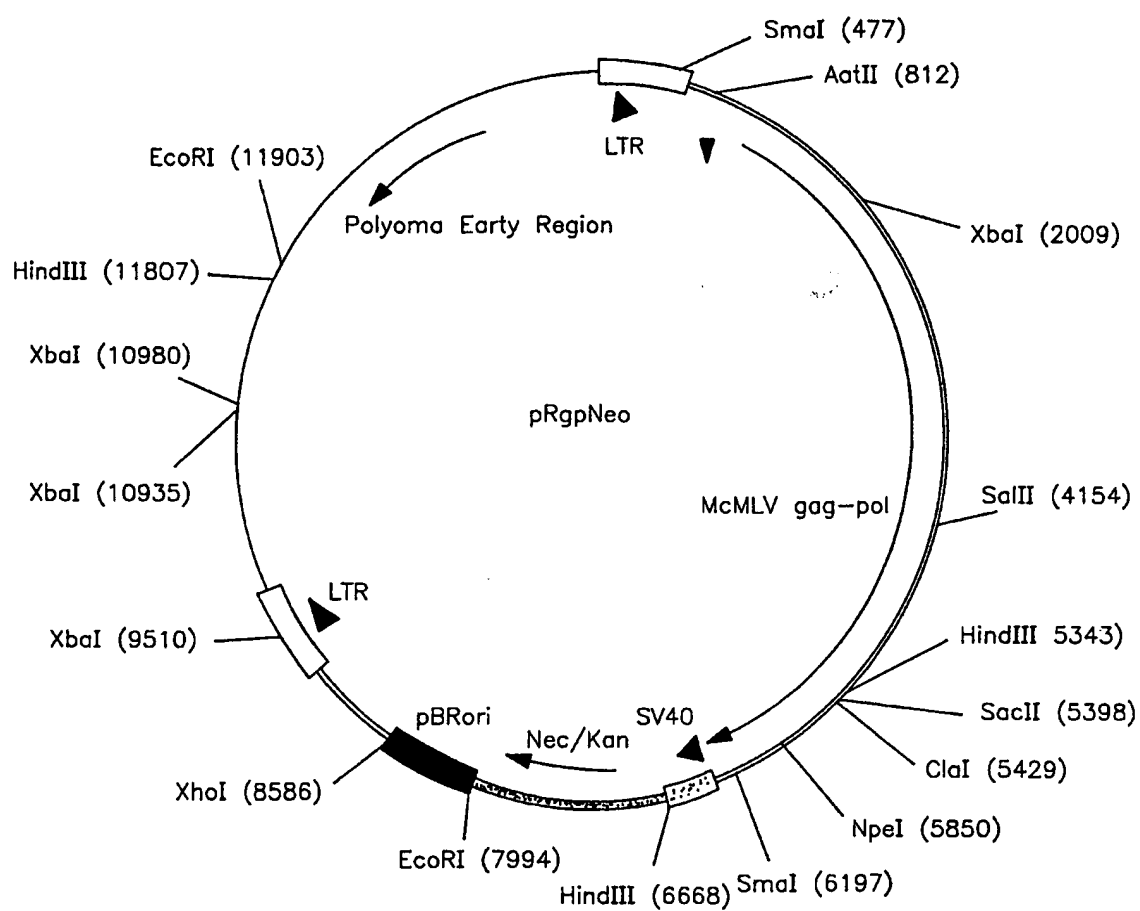 SmaI (477)
AatII (812)
LTR
EcoRI (11903)
Polyoma Earty Region
XbaI (2009)
HindIII (11807)
XbaI (10980)
pRgpNeo
XbaI (10935)
McMLV gag-pol
SalII (4154)
LTR
XbaI (9510)
HindIII 5343)
pBRori
SV40
SacII (5398)
Nec/Kan
ClaI (5429)
XhoI (8586)
NpeI (5850)
EcoRI (7994)
HindIII (6668)
SmaI (6197)